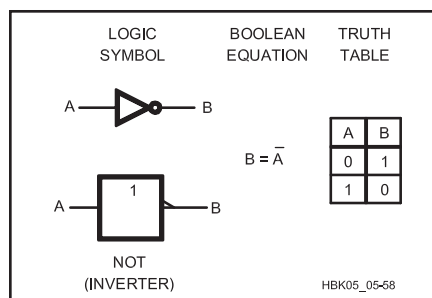 LOGIC SYMBOL
BOOLEAN EQUATION
TRUTH TABLE
A B
B = A̅
A B
0 1
1 0
A 1 B
NOT
(INVERTER)
HBK05_05-58